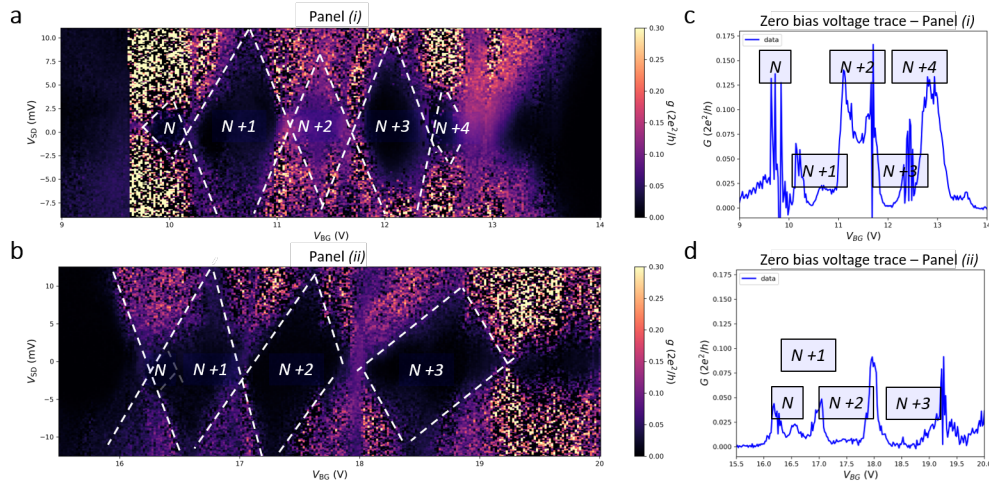 a
Panel (i)
10.0
7.5
5.0
2.5
0.0
−2.5
−5.0
−7.5
V_SD (mV)
N
N +1
N +2
N +3
N +4
9
10
11
12
13
14
V_BG (V)
0.30
0.25
0.20
0.15
0.10
0.05
0.00
g (2e²/h)
c
Zero bias voltage trace – Panel (i)
data
0.175
0.150
0.125
0.100
0.075
0.050
0.025
0.000
G (2e²/h)
N
N +2
N +4
N +1
N +3
9
10
11
12
13
14
V_BG (V)
b
Panel (ii)
10
5
0
−5
−10
V_SD (mV)
N
N +1
N +2
N +3
16
17
18
19
20
V_BG (V)
0.30
0.25
0.20
0.15
0.10
0.05
0.00
g (2e²/h)
d
Zero bias voltage trace – Panel (ii)
data
0.175
0.150
0.125
0.100
0.075
0.050
0.025
0.000
G (2e²/h)
N +1
N
N +2
N +3
15.5
16.0
16.5
17.0
17.5
18.0
18.5
19.0
19.5
20.0
V_BG (V)